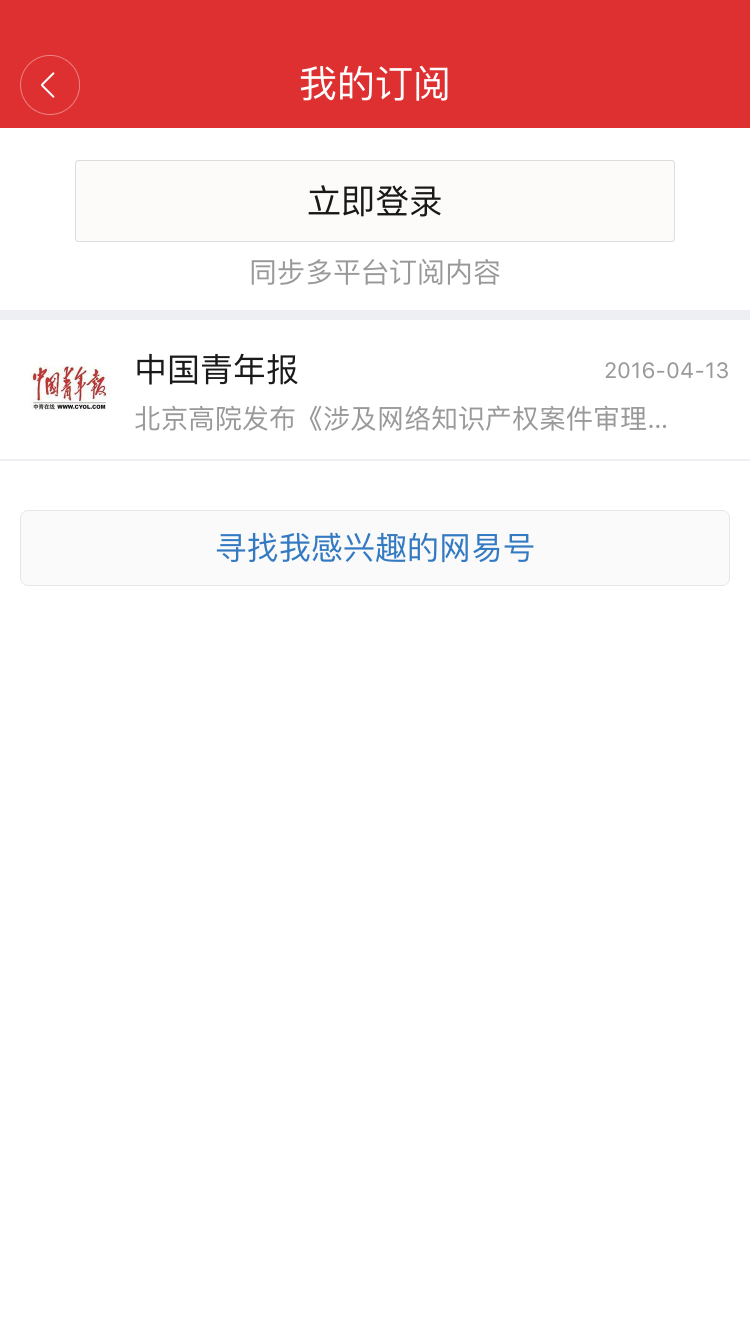 我的订阅
立即登录
同步多平台订阅内容
中国青年报
中青在线 WWW.CYOL.COM
中国青年报
2016-04-13
北京高院发布《涉及网络知识产权案件审理...
寻找我感兴趣的网易号